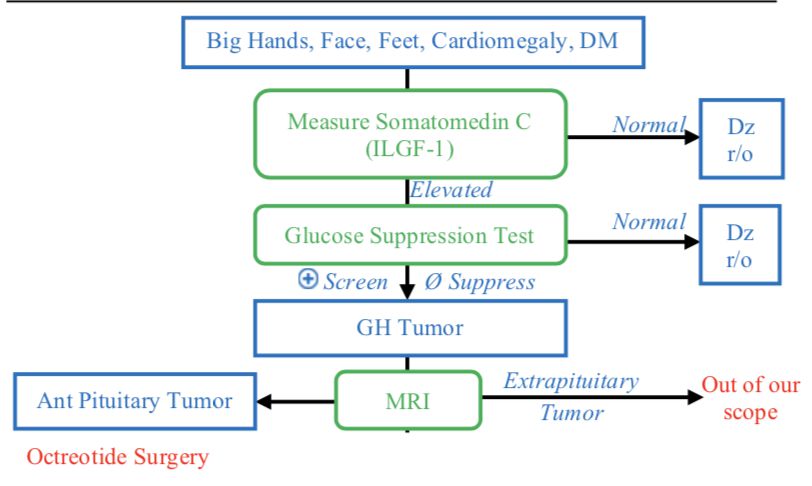 Big Hands, Face, Feet, Cardiomegaly, DM
Measure Somatomedin C
(ILGF-1)
Normal
Dz
r/o
Elevated
Glucose Suppression Test
Normal
Dz
r/o
⊕ Screen Ø Suppress
GH Tumor
Ant Pituitary Tumor
MRI
Extrapituitary
Tumor
Out of our
scope
Octreotide Surgery